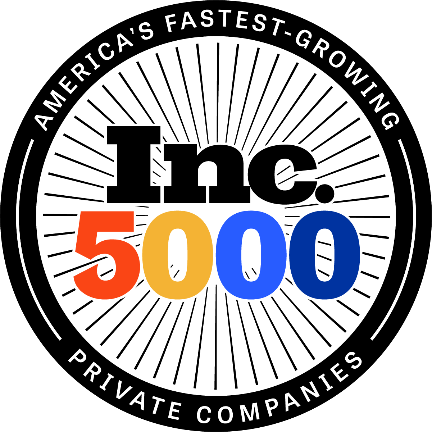 AMERICA'S FASTEST-GROWING
Inc.
5000
PRIVATE COMPANIES